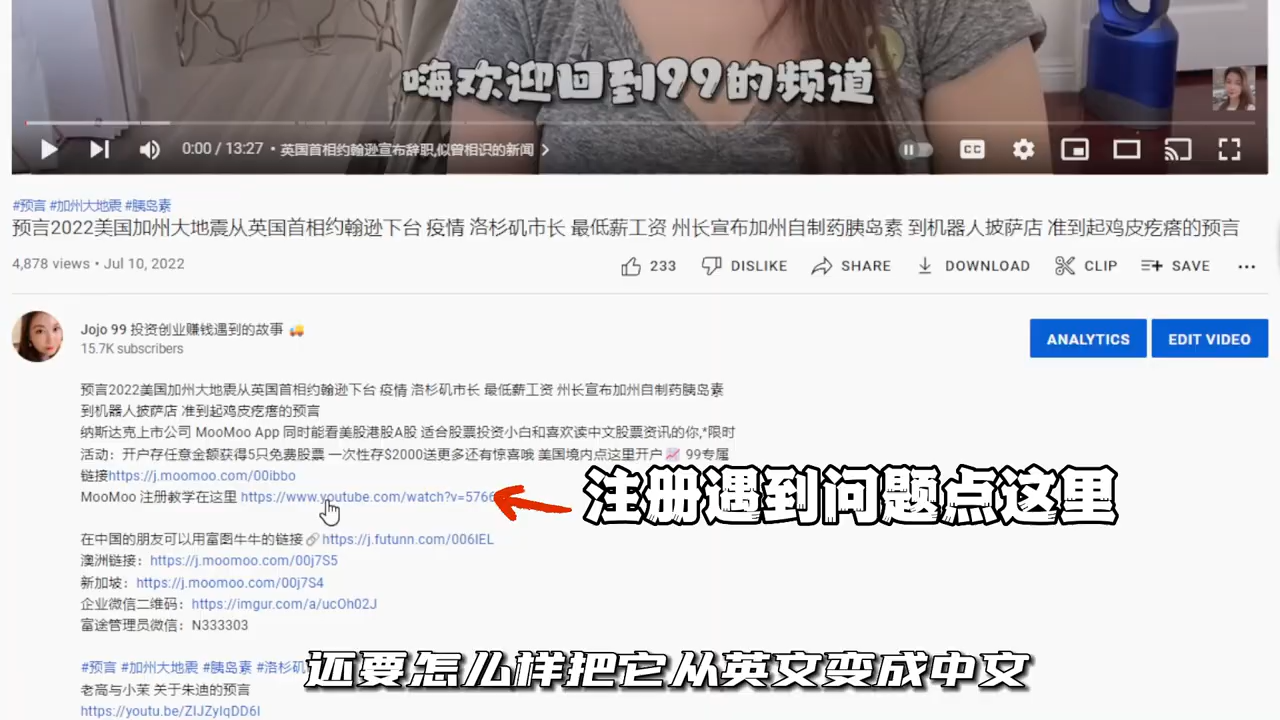 嗨欢迎回到99的频道
0:00 / 13:27 • 英国首相约翰逊宣布辞职,似曾相识的新闻 >
CC
#预言 #加州大地震 #胰岛素
预言2022美国加州大地震从英国首相约翰逊下台 疫情 洛杉矶市长 最低薪工资 州长宣布加州自制药胰岛素 到机器人披萨店 准到起鸡皮疙瘩的预言
4,878 views • Jul 10, 2022
233 DISLIKE SHARE DOWNLOAD CLIP SAVE ...
Jojo 99 投资创业赚钱遇到的故事 🚚
15.7K subscribers
ANALYTICS
EDIT VIDEO
预言2022美国加州大地震从英国首相约翰逊下台 疫情 洛杉矶市长 最低薪工资 州长宣布加州自制药胰岛素
到机器人披萨店 准到起鸡皮疙瘩的预言
纳斯达克上市公司 MooMoo App 同时能看美股港股A股 适合股票投资小白和喜欢读中文股票资讯的你,*限时
活动：开户存任意金额获得5只免费股票 一次性存$2000送更多还有惊喜哦 美国境内点这里开户📈 99专属
链接https://j.moomoo.com/00ibbo
MooMoo 注册教学在这里 https://www.youtube.com/watch?v=5766
注册遇到问题点这里
在中国的朋友可以用富图牛牛的链接🔗https://j.futunn.com/006IEL
澳洲链接：https://j.moomoo.com/00j7S5
新加坡：https://j.moomoo.com/00j7S4
企业微信二维码：https://imgur.com/a/ucOh02J
富途管理员微信：N333303
#预言 #加州大地震 #胰岛素 #洛杉矶
还要怎么样把它从英文变成中文
老高与小茉 关于朱迪的预言
https://youtu.be/ZIJZyIqDD6I